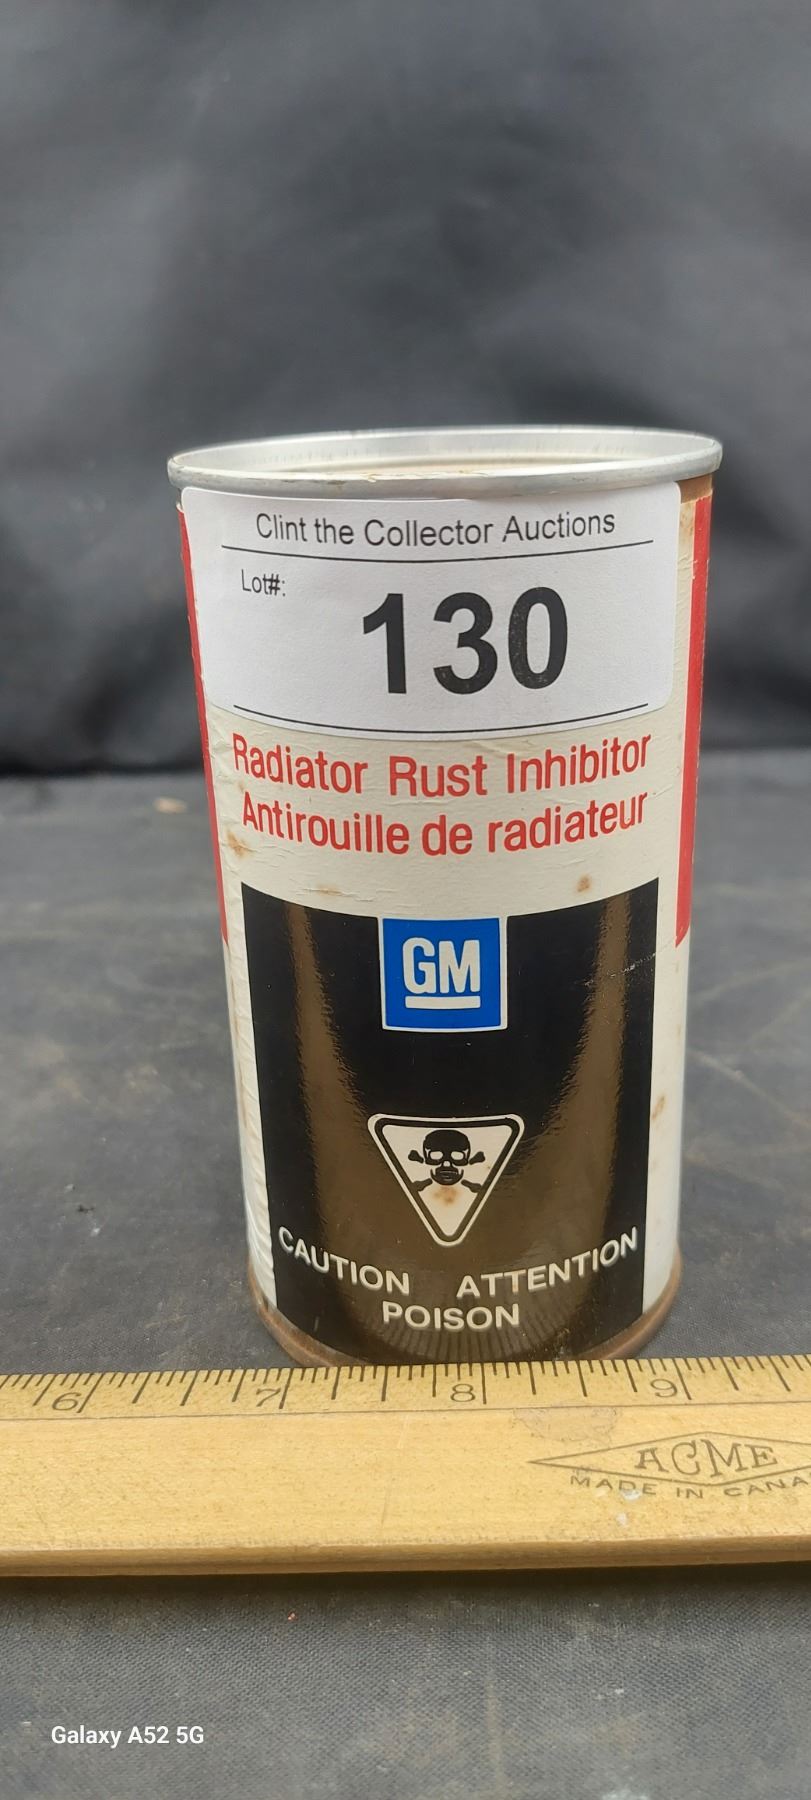 Clint the Collector Auctions
Lot#:
130
Radiator Rust Inhibitor
Antirouille de radiateur
GM
CAUTION ATTENTION
POISON
6 7 8 9
ACME
MADE IN CANA
Galaxy A52 5G